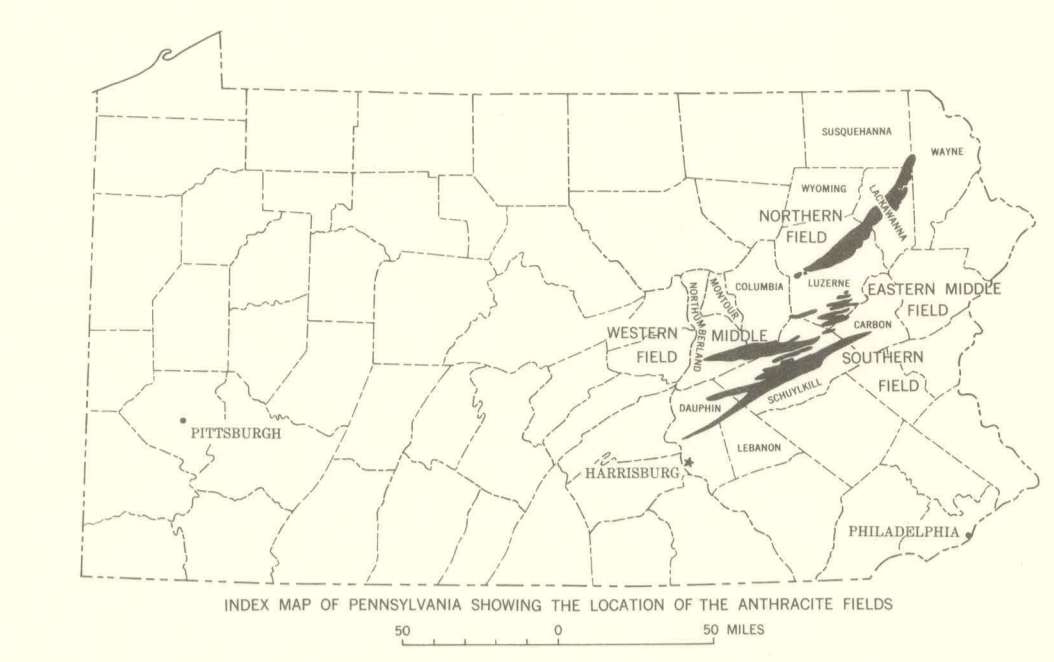 SUSQUEHANNA
WAYNE
WYOMING
LACKAWANNA
NORTHERN
FIELD
COLUMBIA
LUZERNE
MONTOUR
NORTHUMBERLAND
EASTERN MIDDLE
FIELD
WESTERN MIDDLE
FIELD
CARBON
SOUTHERN
FIELD
SCHUYLKILL
DAUPHIN
LEBANON
PITTSBURGH
HARRISBURG
PHILADELPHIA
INDEX MAP OF PENNSYLVANIA SHOWING THE LOCATION OF THE ANTHRACITE FIELDS
50 0 50 MILES